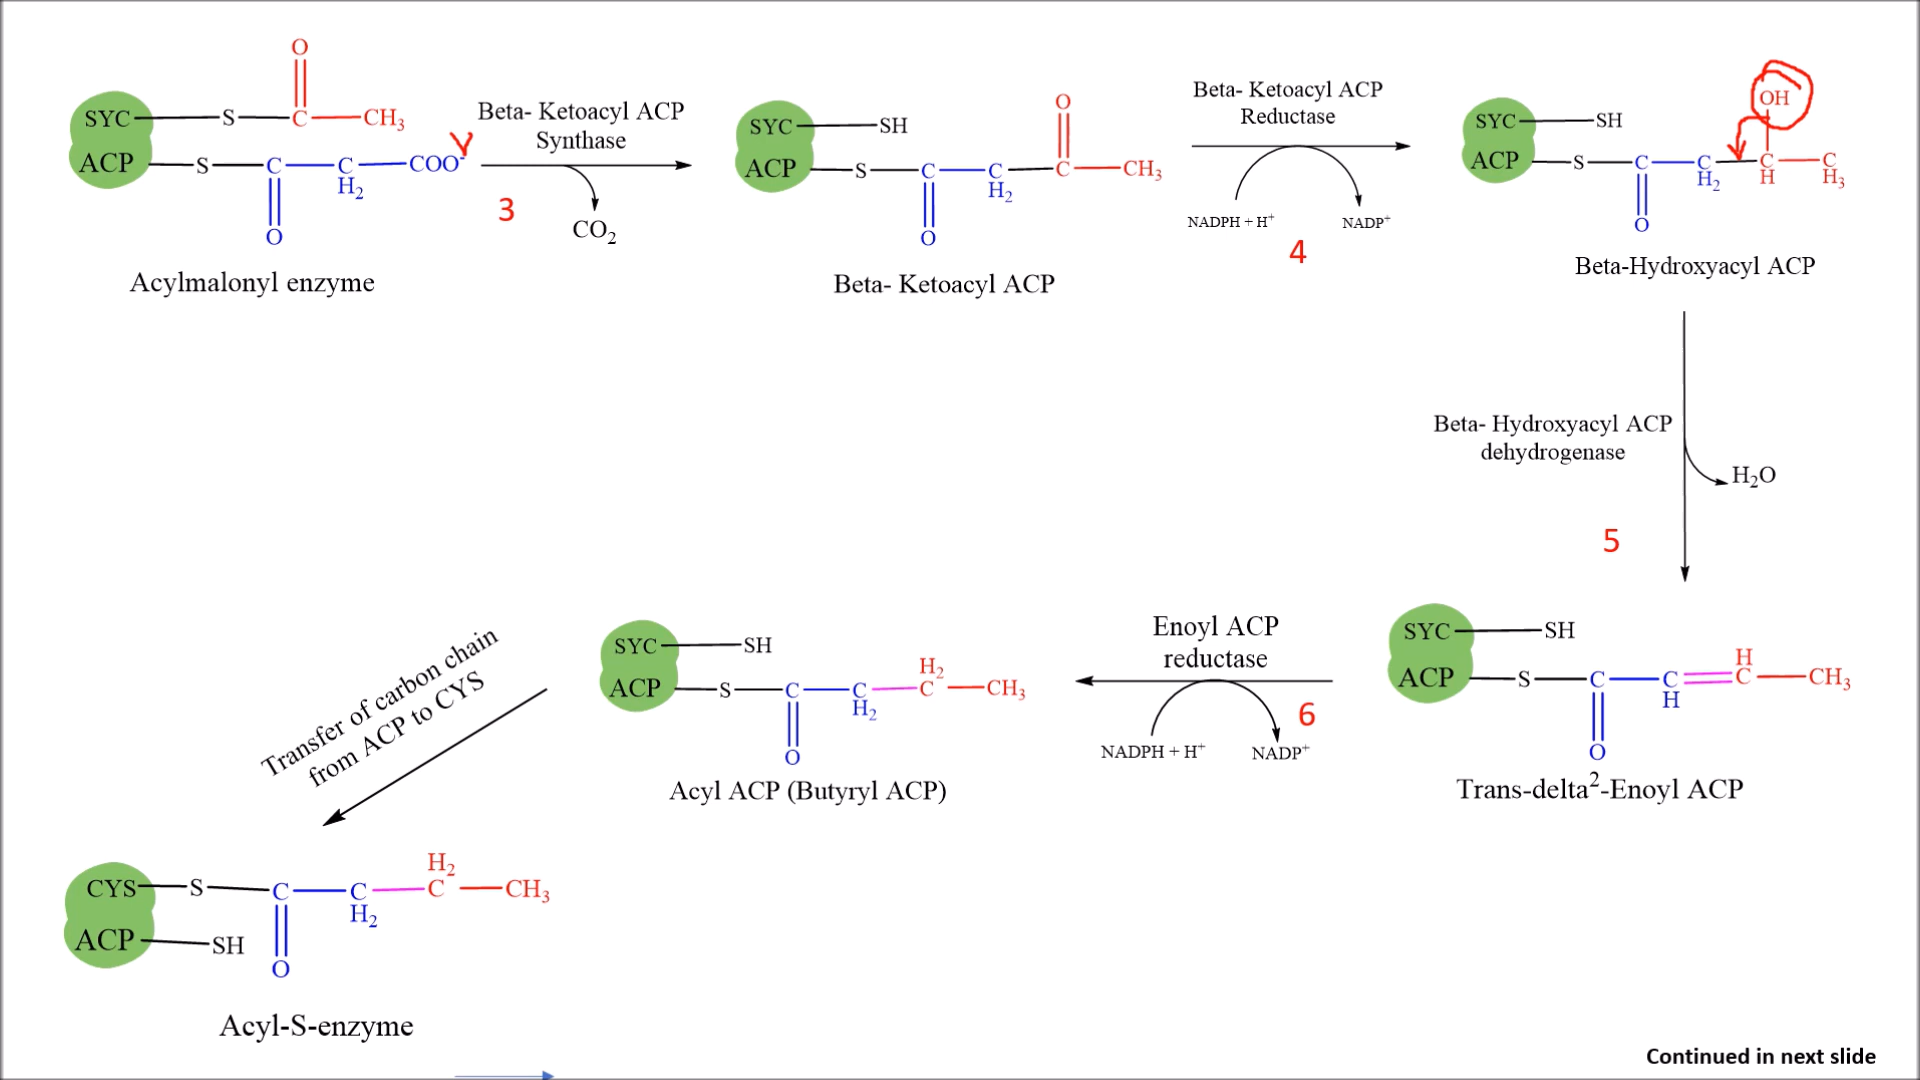 O
SYC S C CH3
ACP S C C COO-
H2
O
Acylmalonyl enzyme
Beta- Ketoacyl ACP
Synthase
3
CO2
O
SYC SH
ACP S C C C CH3
H2
O
Beta- Ketoacyl ACP
Beta- Ketoacyl ACP
Reductase
NADPH + H+ NADP+
4
OH
SYC SH
ACP S C C C C
H2 H H3
O
Beta-Hydroxyacyl ACP
Beta- Hydroxyacyl ACP
dehydrogenase
H2O
5
SYC SH
H
ACP S C C C CH3
H
O
Trans-delta2-Enoyl ACP
Enoyl ACP
reductase
6
NADPH + H+ NADP+
SYC SH
H2
ACP S C C C CH3
H2
O
Acyl ACP (Butyryl ACP)
Transfer of carbon chain
from ACP to CYS
H2
CYS S C C C CH3
H2
ACP SH
O
Acyl-S-enzyme
Continued in next slide